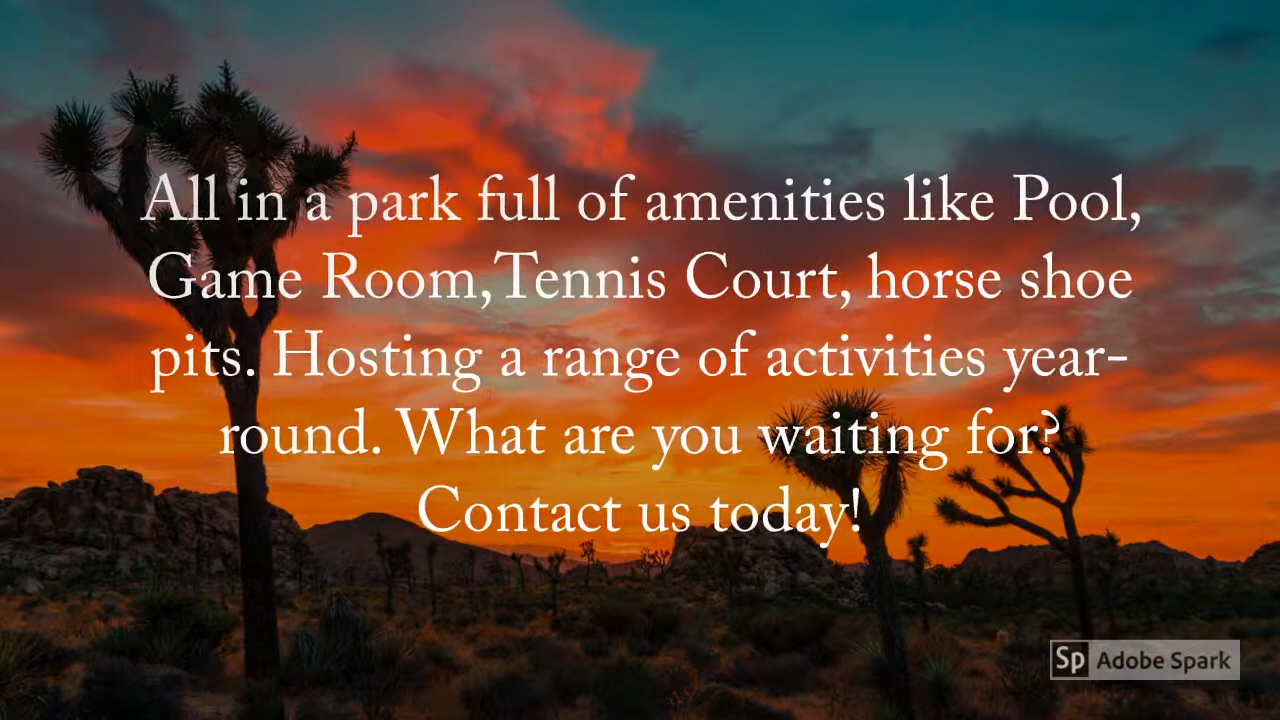 All in a park full of amenities like Pool,
Game Room,Tennis Court, horse shoe
pits. Hosting a range of activities year-
round. What are you waiting for?
Contact us today!
Sp Adobe Spark